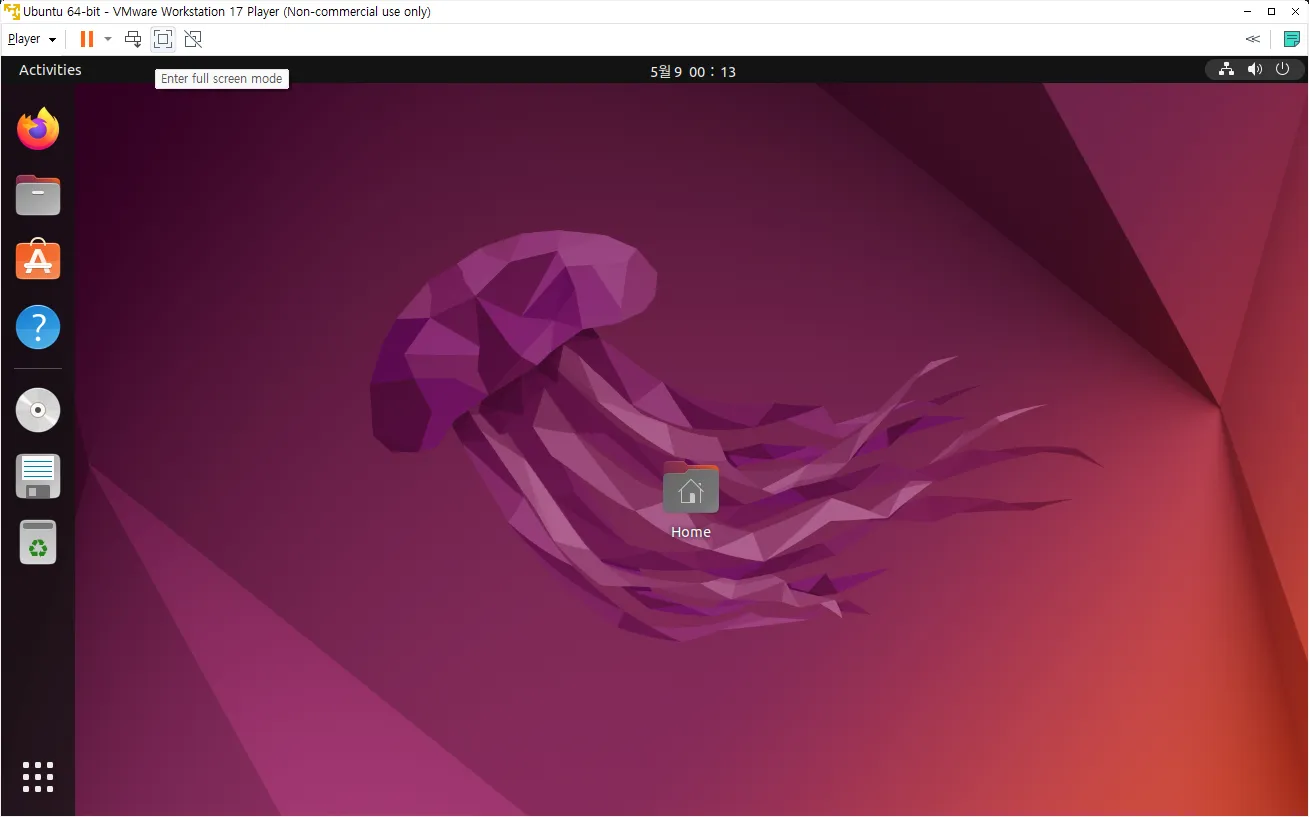 Ubuntu 64-bit - VMware Workstation 17 Player (Non-commercial use only)
Player
Activities
Enter full screen mode
5월 9 00 : 13
Home